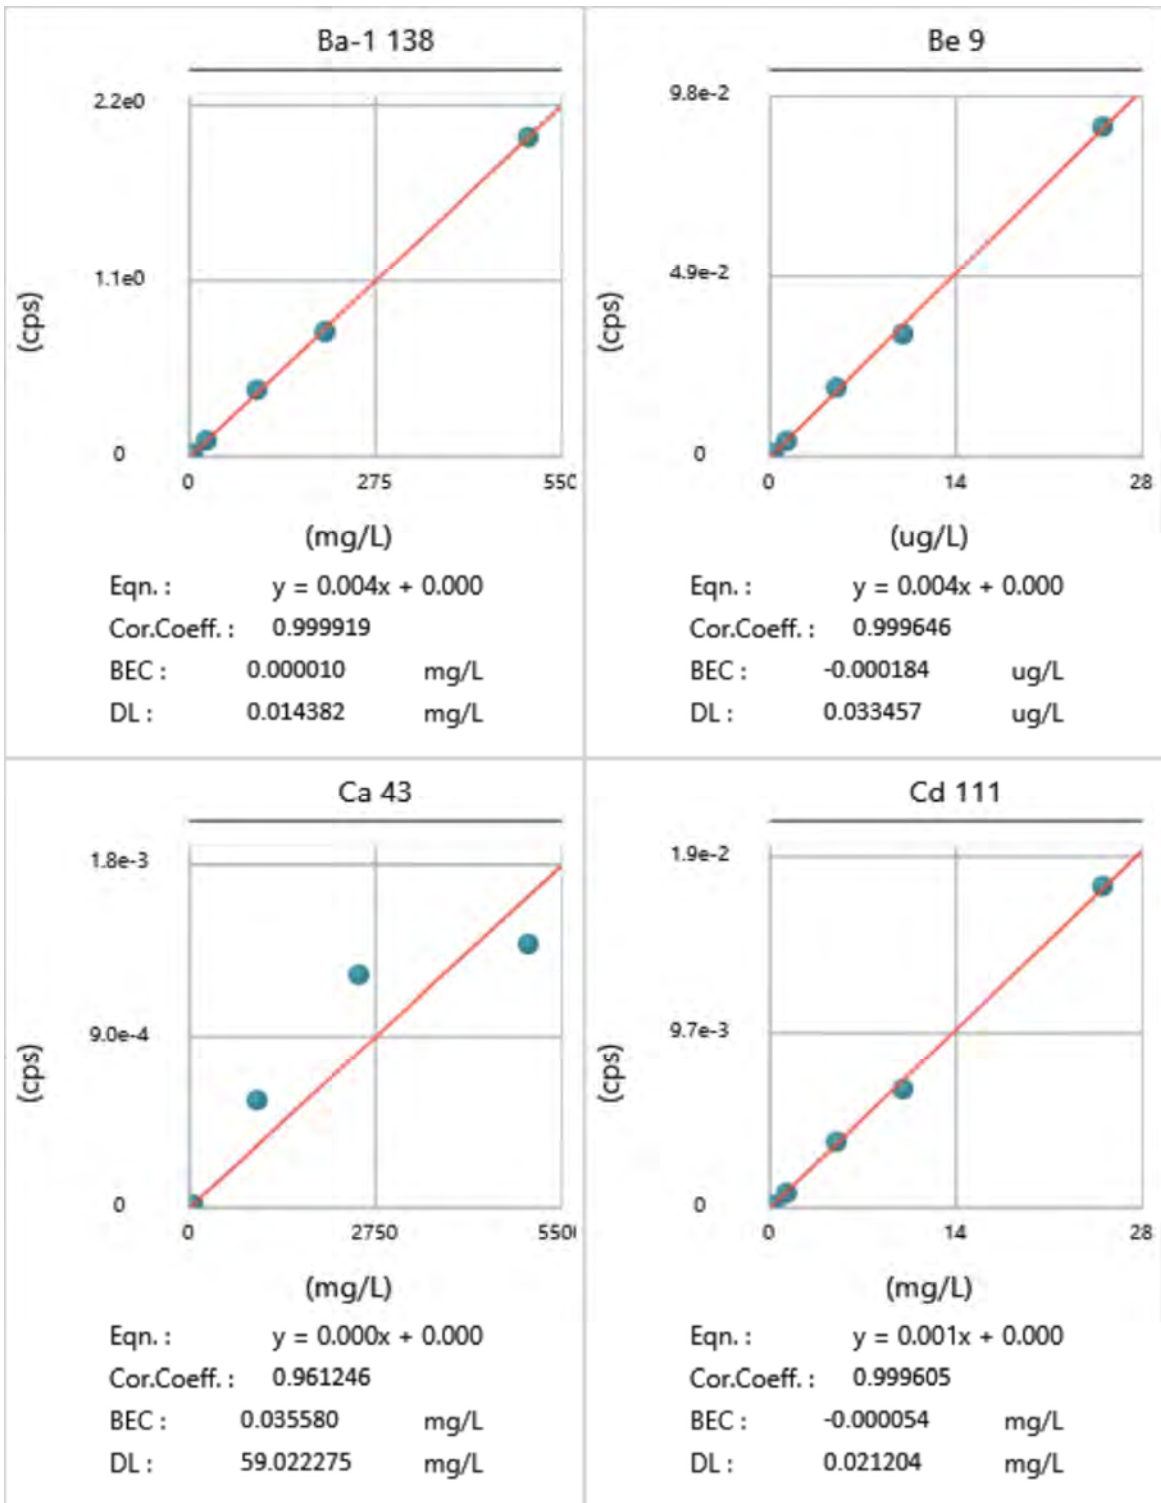 Ba-1 138
2.2e0
1.1e0
0
0 275 550
(cps)
(mg/L)
Eqn. : y = 0.004x + 0.000
Cor.Coeff. : 0.999919
BEC : 0.000010 mg/L
DL : 0.014382 mg/L
Be 9
9.8e-2
4.9e-2
0
0 14 28
(cps)
(ug/L)
Eqn. : y = 0.004x + 0.000
Cor.Coeff. : 0.999646
BEC : -0.000184 ug/L
DL : 0.033457 ug/L
Ca 43
1.8e-3
9.0e-4
0
0 2750 550
(cps)
(mg/L)
Eqn. : y = 0.000x + 0.000
Cor.Coeff. : 0.961246
BEC : 0.035580 mg/L
DL : 59.022275 mg/L
Cd 111
1.9e-2
9.7e-3
0
0 14 28
(cps)
(mg/L)
Eqn. : y = 0.001x + 0.000
Cor.Coeff. : 0.999605
BEC : -0.000054 mg/L
DL : 0.021204 mg/L